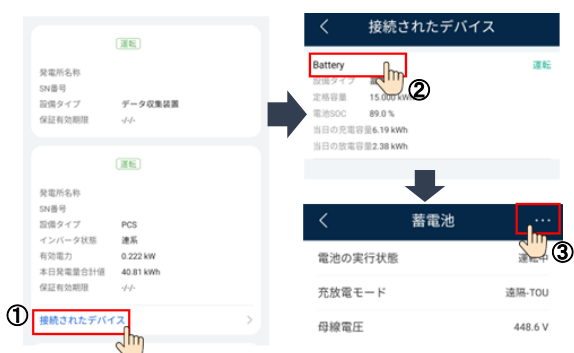 運転
発電所名称
SN番号
設備タイプ データ収集装置
保証有効期限 -/-/-
運転
発電所名称
SN番号
設備タイプ PCS
インバータ状態 連系
有効電力 0.222 kW
本日発電量合計値 40.81 kWh
保証有効期限 -/-/-
① 接続されたデバイス
接続されたデバイス
Battery 運転
②
設備タイプ
定格容量 15.000 kWh
電池SOC 89.0 %
当日の充電容量6.19 kWh
当日の放電容量2.38 kWh
蓄電池 ...
③
電池の実行状態 運転中
充放電モード 遠隔-TOU
母線電圧 448.6 V